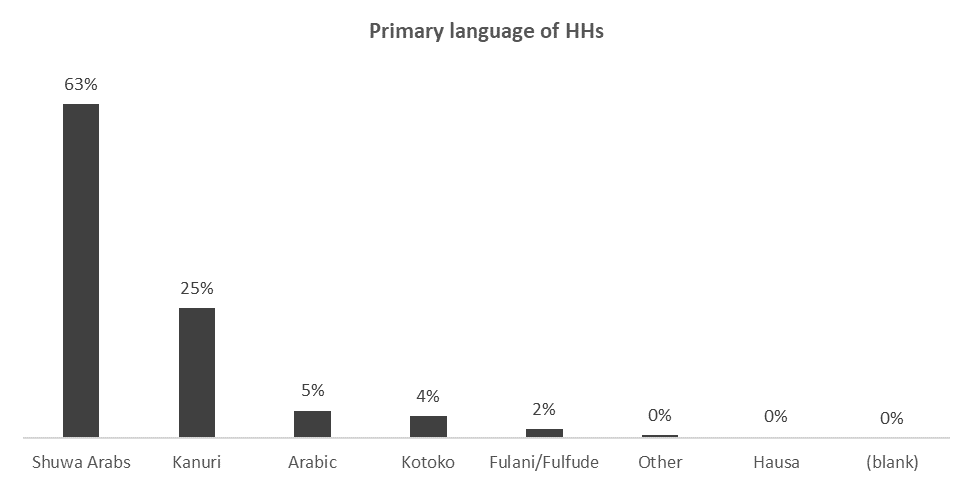 Primary language of HHs
63%
25%
5%
4%
2%
0%
0%
0%
Shuwa Arabs
Kanuri
Arabic
Kotoko
Fulani/Fulfude
Other
Hausa
(blank)